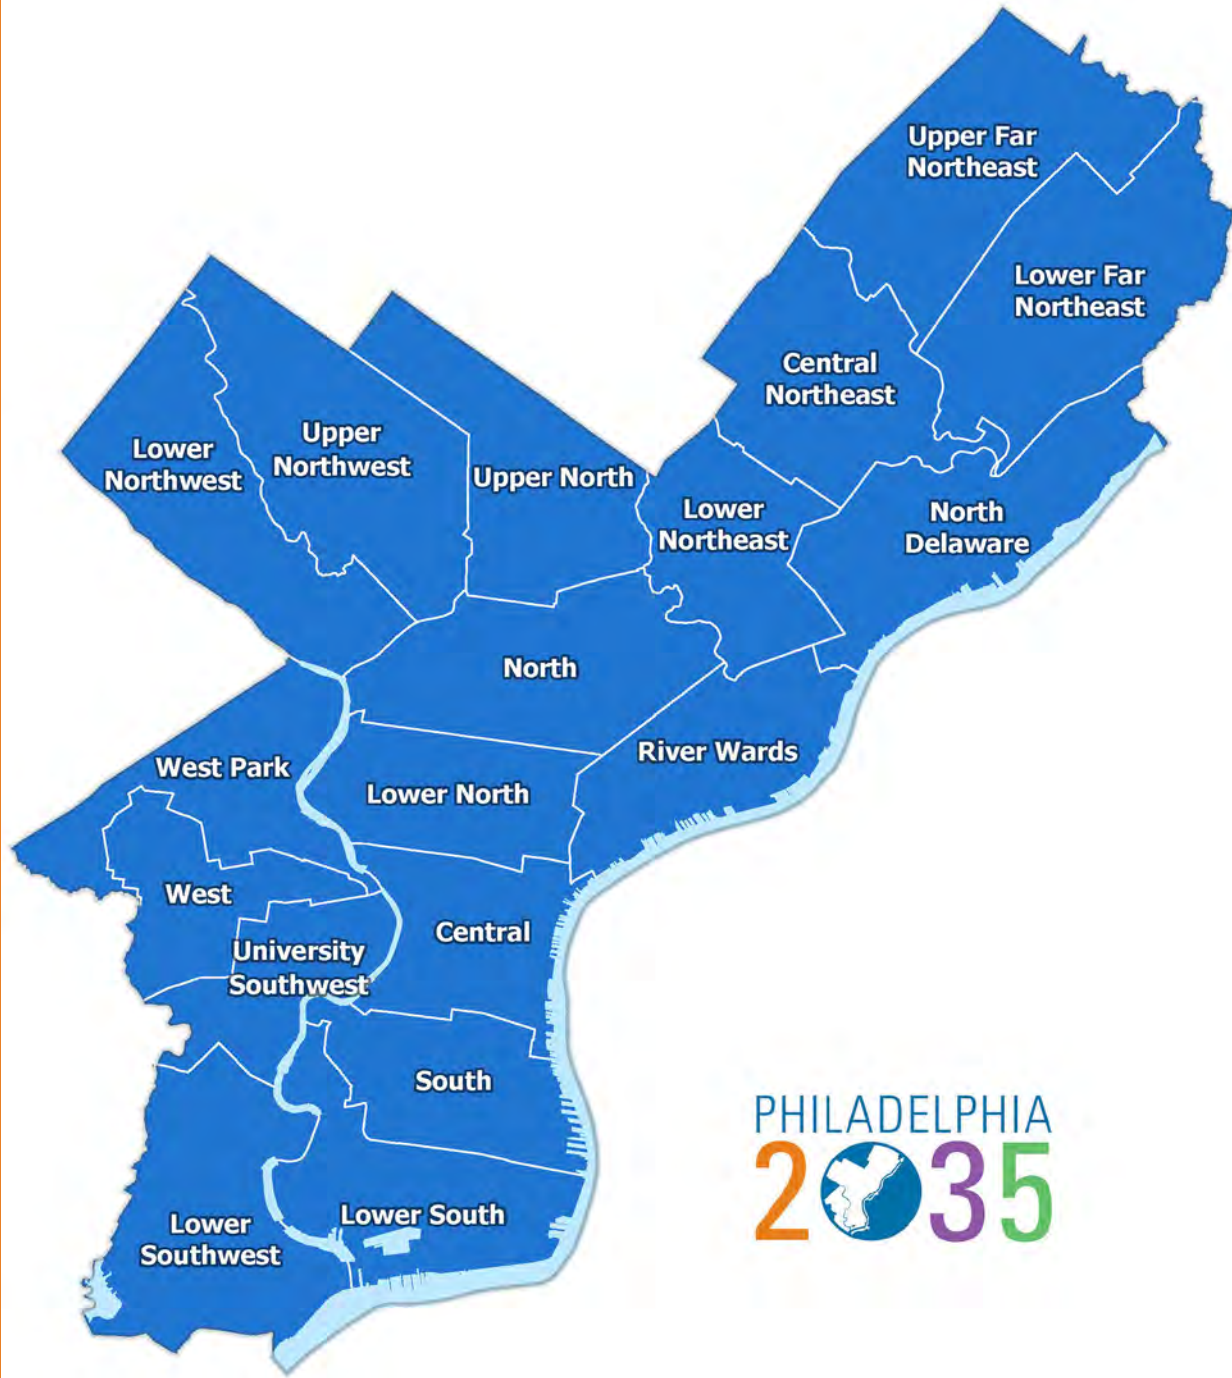 Upper Far
Northeast
Lower Far
Northeast
Central
Northeast
Upper
Northwest
Lower
Northwest
Upper North
Lower
Northeast
North
Delaware
North
River Wards
West Park
Lower North
West
Central
University
Southwest
South
Lower South
Lower
Southwest
PHILADELPHIA
2035